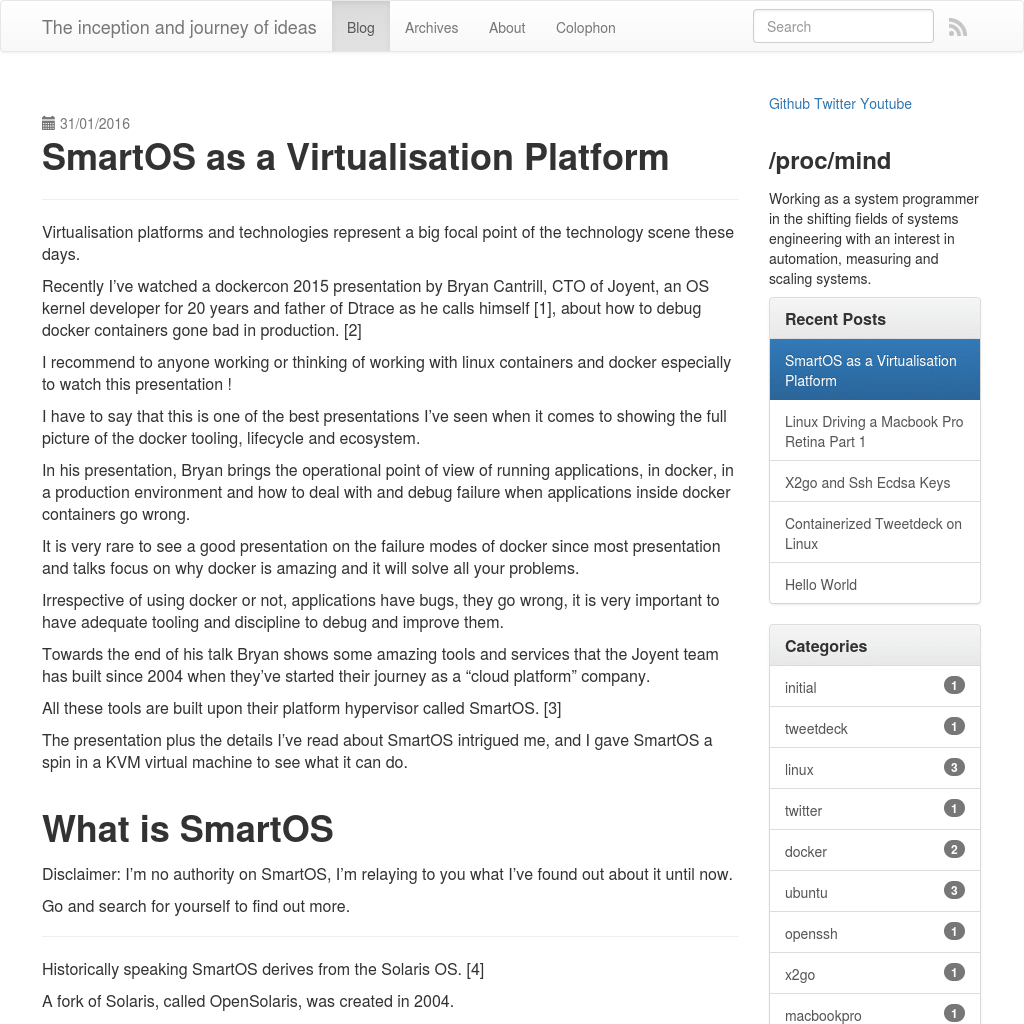 The inception and journey of ideas Blog Archives About Colophon Search
31/01/2016
SmartOS as a Virtualisation Platform
Virtualisation platforms and technologies represent a big focal point of the technology scene these
days.
Recently I’ve watched a dockercon 2015 presentation by Bryan Cantrill, CTO of Joyent, an OS
kernel developer for 20 years and father of Dtrace as he calls himself [1], about how to debug
docker containers gone bad in production. [2]
I recommend to anyone working or thinking of working with linux containers and docker especially
to watch this presentation !
I have to say that this is one of the best presentations I’ve seen when it comes to showing the full
picture of the docker tooling, lifecycle and ecosystem.
In his presentation, Bryan brings the operational point of view of running applications, in docker, in
a production environment and how to deal with and debug failure when applications inside docker
containers go wrong.
It is very rare to see a good presentation on the failure modes of docker since most presentation
and talks focus on why docker is amazing and it will solve all your problems.
Irrespective of using docker or not, applications have bugs, they go wrong, it is very important to
have adequate tooling and discipline to debug and improve them.
Towards the end of his talk Bryan shows some amazing tools and services that the Joyent team
has built since 2004 when they’ve started their journey as a “cloud platform” company.
All these tools are built upon their platform hypervisor called SmartOS. [3]
The presentation plus the details I’ve read about SmartOS intrigued me, and I gave SmartOS a
spin in a KVM virtual machine to see what it can do.
What is SmartOS
Disclaimer: I’m no authority on SmartOS, I’m relaying to you what I’ve found out about it until now.
Go and search for yourself to find out more.
Historically speaking SmartOS derives from the Solaris OS. [4]
A fork of Solaris, called OpenSolaris, was created in 2004.
Github Twitter Youtube
/proc/mind
Working as a system programmer
in the shifting fields of systems
engineering with an interest in
automation, measuring and
scaling systems.
Recent Posts
SmartOS as a Virtualisation
Platform
Linux Driving a Macbook Pro
Retina Part 1
X2go and Ssh Ecdsa Keys
Containerized Tweetdeck on
Linux
Hello World
Categories
initial 1
tweetdeck 1
linux 3
twitter 1
docker 2
ubuntu 3
openssh 1
x2go 1
macbookpro 1